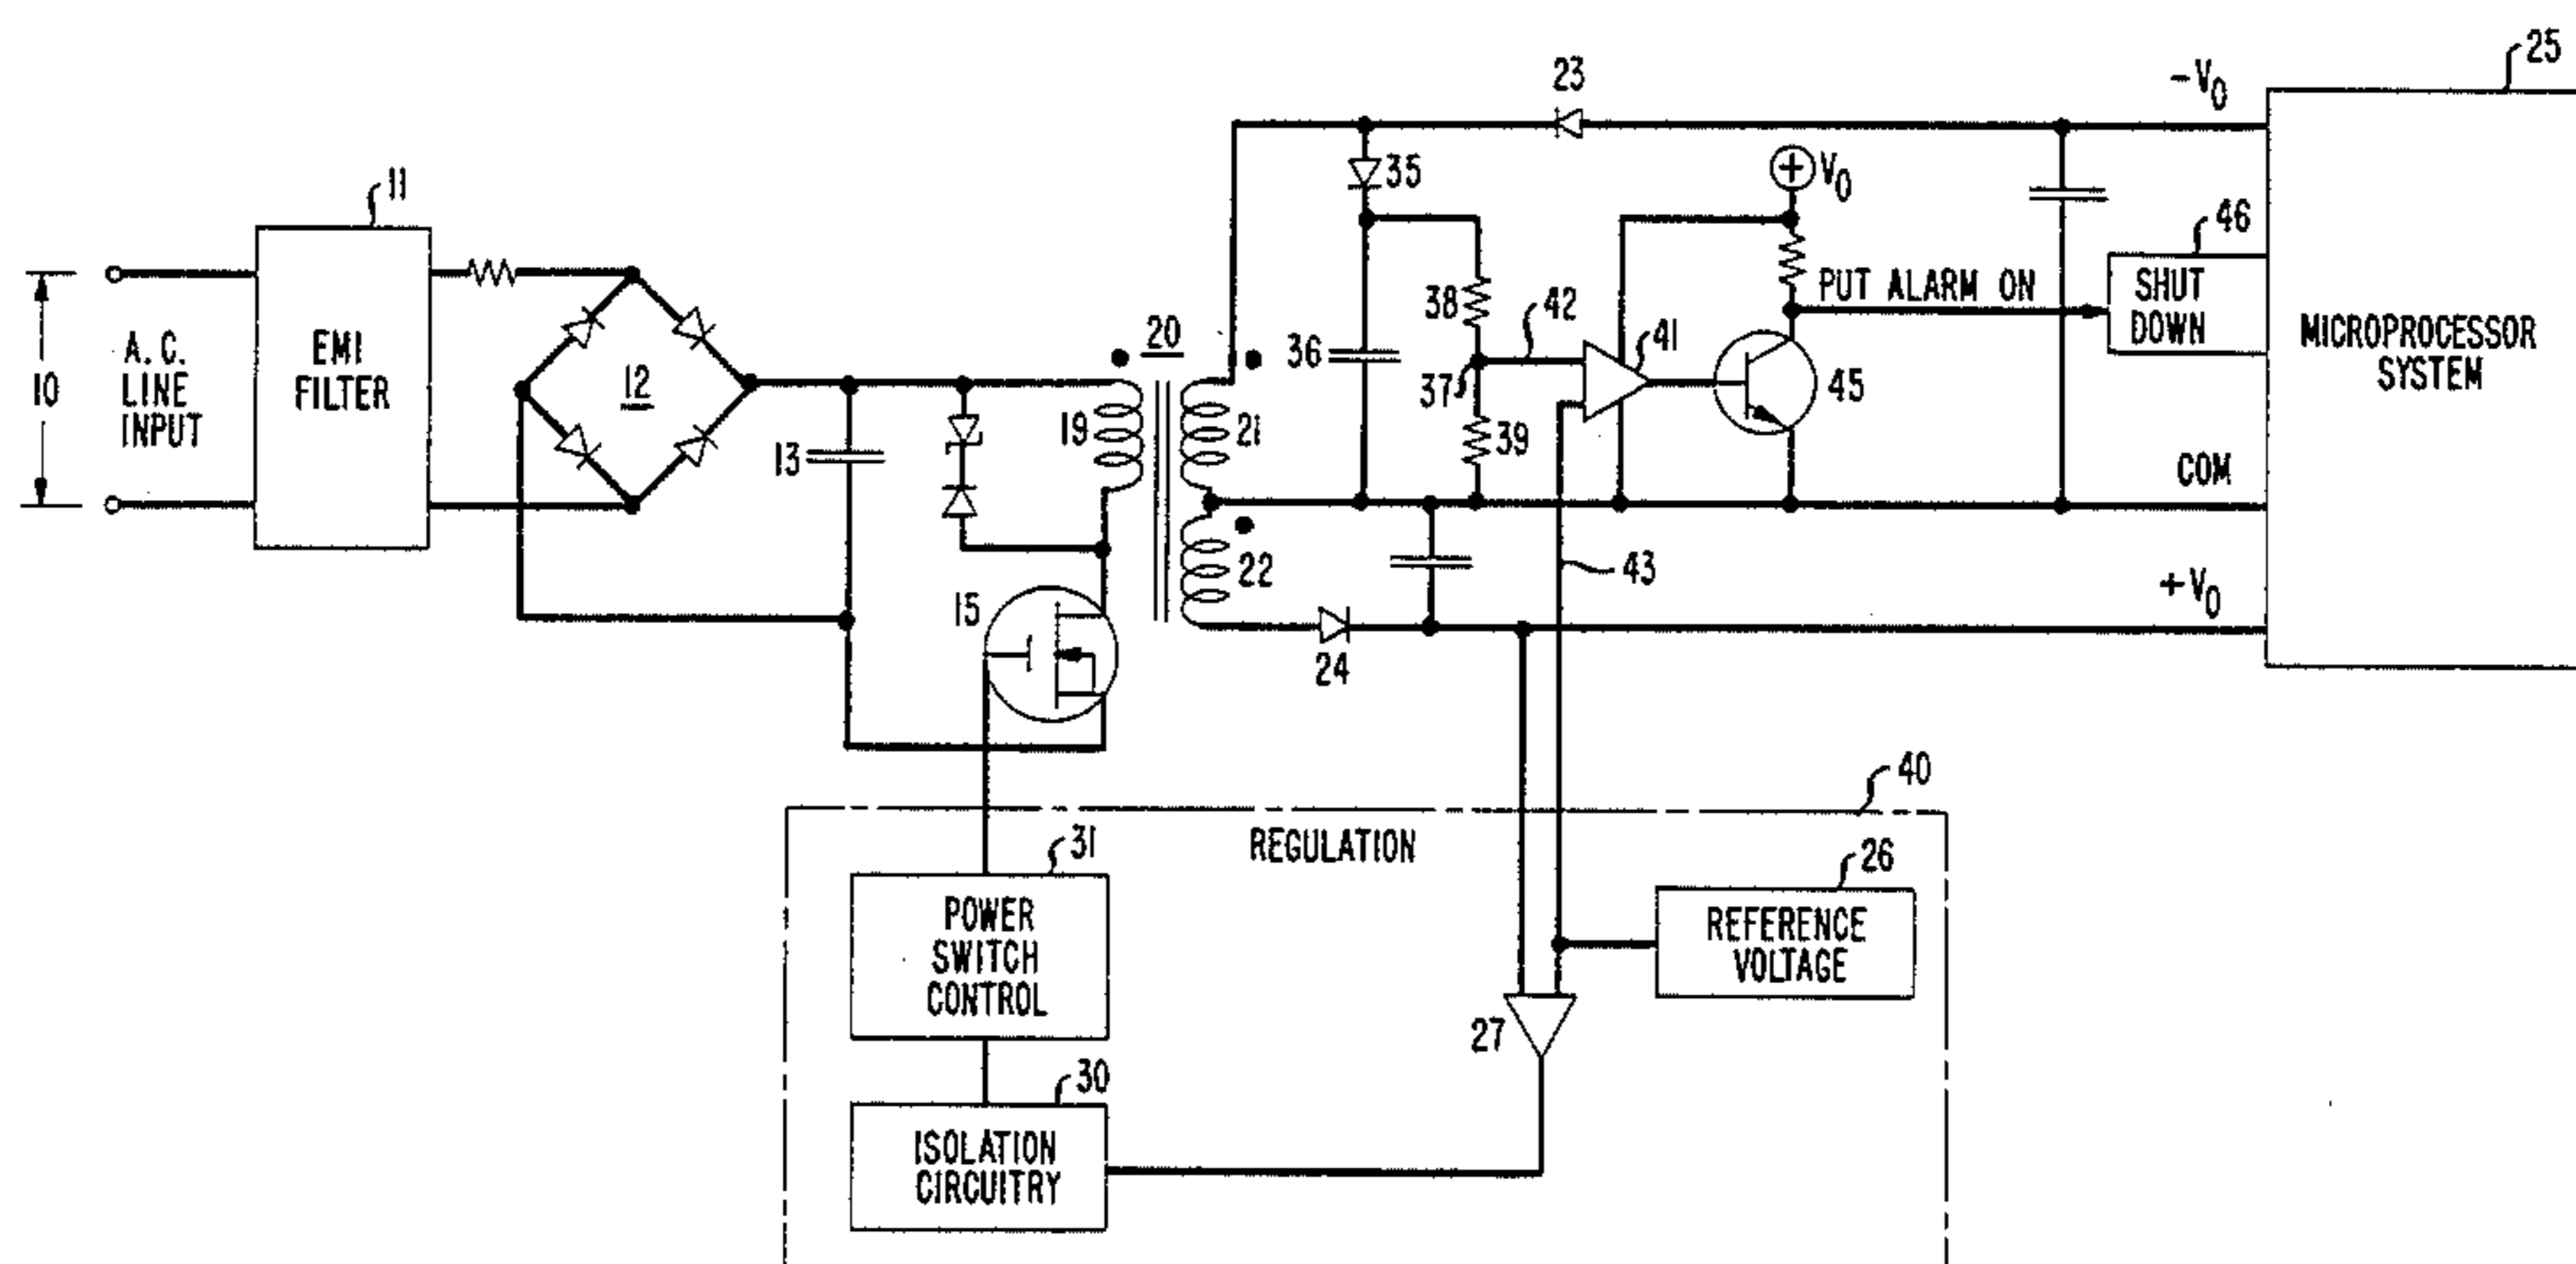 25
-V0
23
11
35
+ V0
46
20
38
42
41
PUT ALARM ON
SHUT
DOWN
MICROPROCESSOR
SYSTEM
10
A.C.
LINE
INPUT
EMI
FILTER
12
36
37
45
19
21
39
13
COM
22
43
+V0
15
24
40
REGULATION
31
26
POWER
SWITCH
CONTROL
REFERENCE
VOLTAGE
27
30
ISOLATION
CIRCUITRY